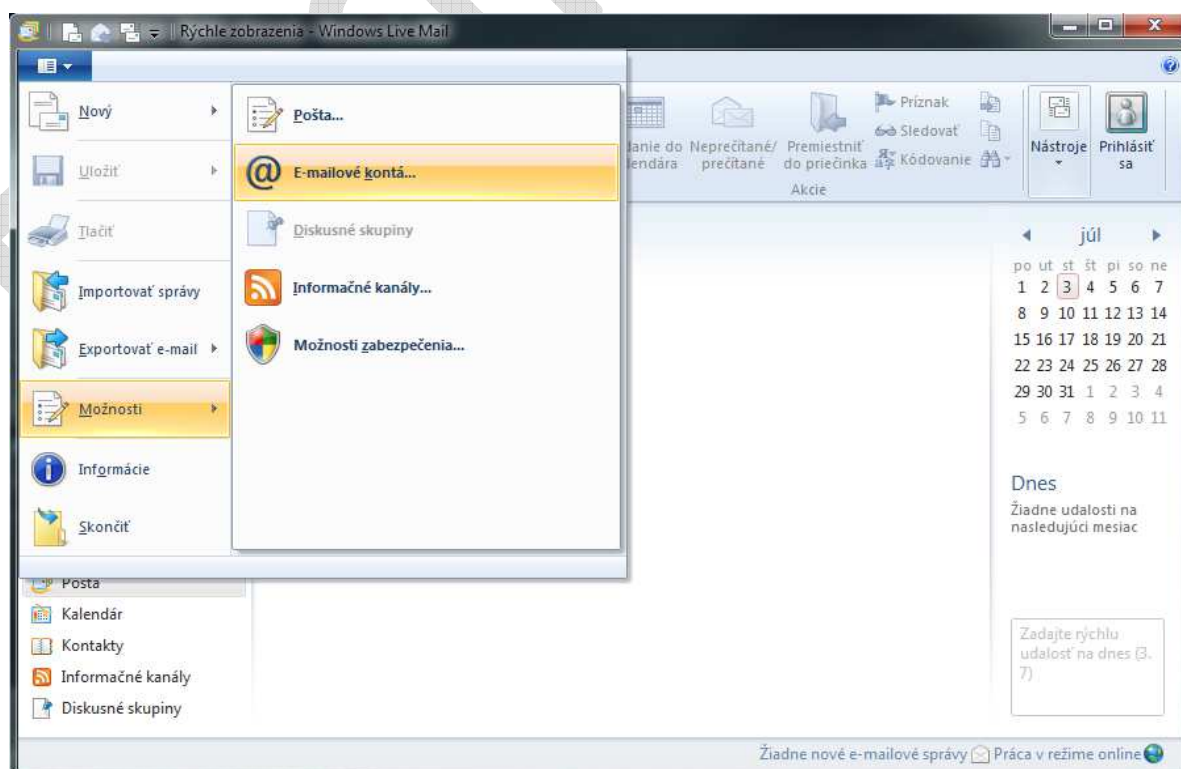 Rýchle zobrazenia - Windows Live Mail
Nový
Uložiť
Tlačiť
Importovať správy
Exportovať e-mail
Možnosti
Informácie
Skončiť
Pošta...
E-mailové kontá...
Diskusné skupiny
Informačné kanály...
Možnosti zabezpečenia...
Neprečítané/
prečítané
Premiestniť
do priečinka
Príznak
Sledovať
Kódovanie
Akcie
Nástroje
Prihlásiť
sa
júl
po ut st št pi so ne
1 2 3 4 5 6 7
8 9 10 11 12 13 14
15 16 17 18 19 20 21
22 23 24 25 26 27 28
29 30 31 1 2 3 4
5 6 7 8 9 10 11
Dnes
Žiadne udalosti na
nasledujúci mesiac
Zadajte rýchlu
udalosť na dnes (3.
7)
Pošta
Kalendár
Kontakty
Informačné kanály
Diskusné skupiny
Žiadne nové e-mailové správy
Práca v režime online